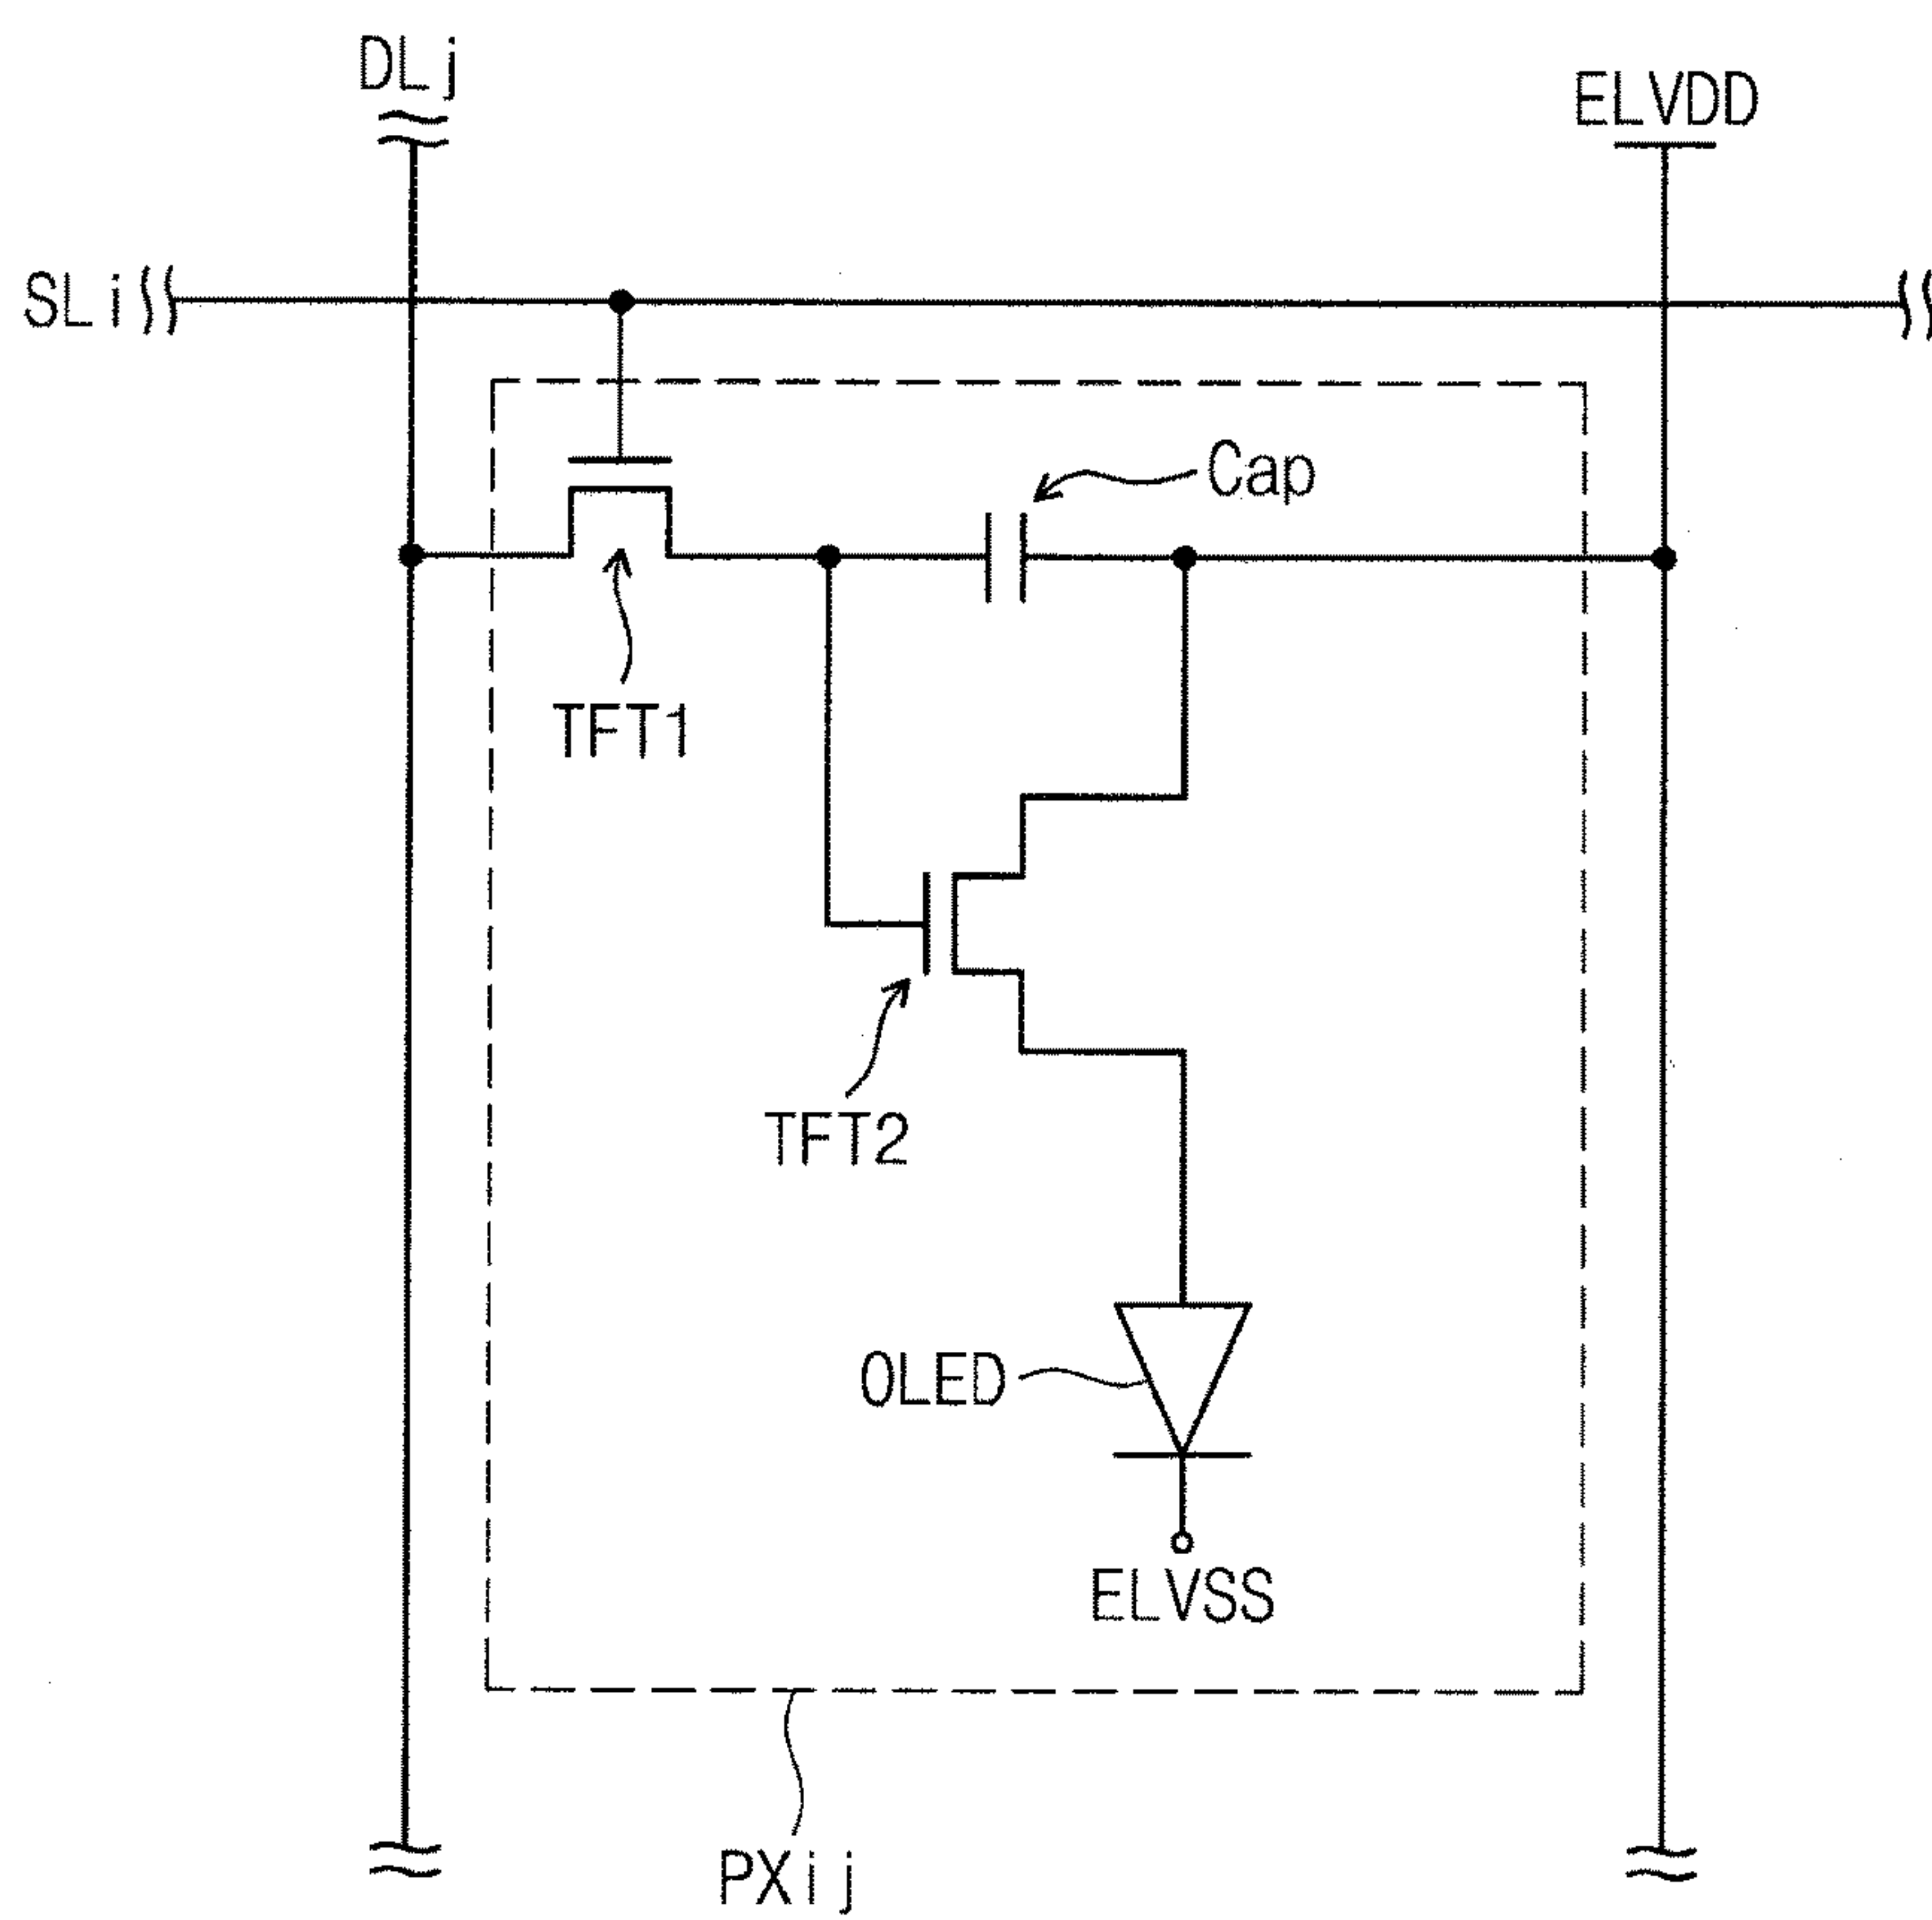 DLj
ELVDD
SLi
Cap
TFT1
TFT2
OLED
ELVSS
PXij